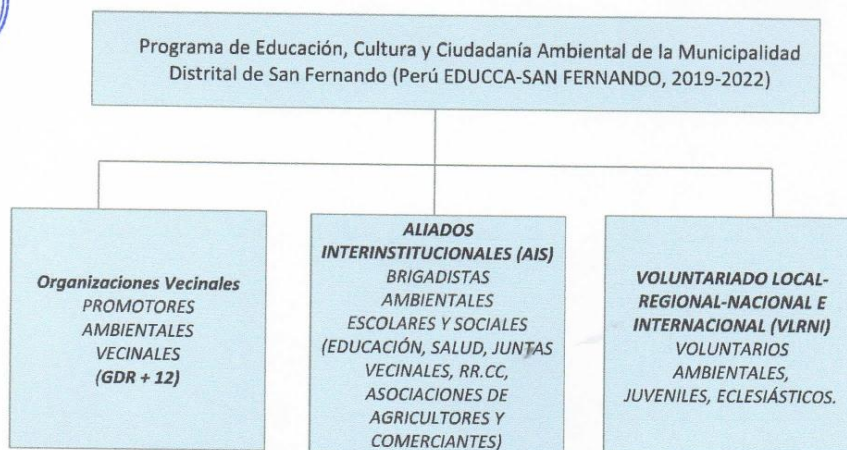 Programa de Educación, Cultura y Ciudadanía Ambiental de la Municipalidad
Distrital de San Fernando (Perú EDUCCA-SAN FERNANDO, 2019-2022)
Organizaciones Vecinales
PROMOTORES
AMBIENTALES
VECINALES
(GDR + 12)
ALIADOS
INTERINSTITUCIONALES (AIS)
BRIGADISTAS
AMBIENTALES
ESCOLARES Y SOCIALES
(EDUCACIÓN, SALUD, JUNTAS
VECINALES, RR.CC,
ASOCIACIONES DE
AGRICULTORES Y
COMERCIANTES)
VOLUNTARIADO LOCAL-
REGIONAL-NACIONAL E
INTERNACIONAL (VLRNI)
VOLUNTARIOS
AMBIENTALES,
JUVENILES, ECLESIÁSTICOS.